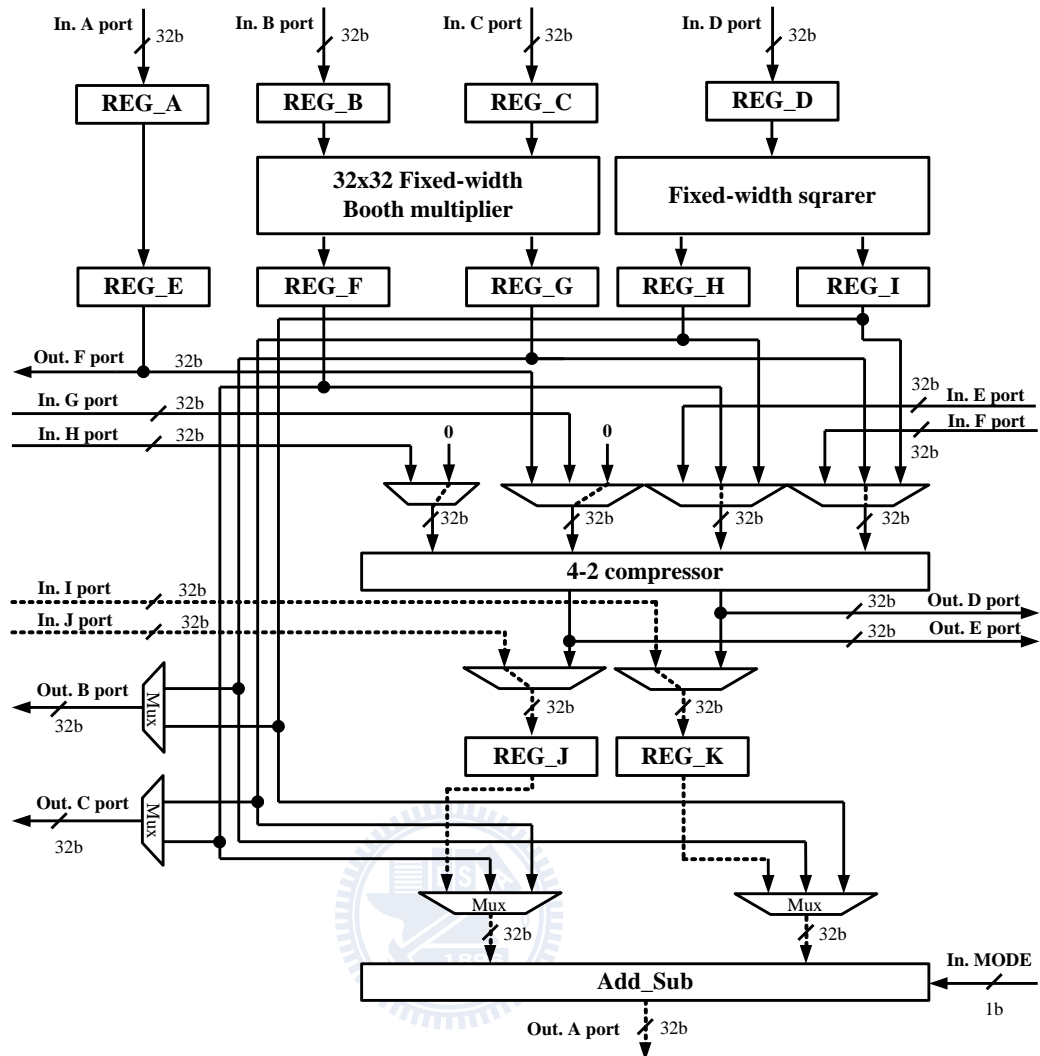 In. A port
In. B port
In. C port
In. D port
32b
32b
32b
32b
REG_A
REG_B
REG_C
REG_D
32x32 Fixed-width
Booth multiplier
Fixed-width sqrarer
REG_E
REG_F
REG_G
REG_H
REG_I
Out. F port
32b
In. G port
32b
32b
In. E port
In. H port
32b
0
0
In. F port
32b
32b
32b
32b
32b
4-2 compressor
In. I port
32b
32b
Out. D port
In. J port
32b
32b
Out. E port
Out. B port
32b
Mux
32b
32b
REG_J
REG_K
Out. C port
32b
Mux
Mux
Mux
32b
32b
In. MODE
1b
Add_Sub
Out. A port
32b